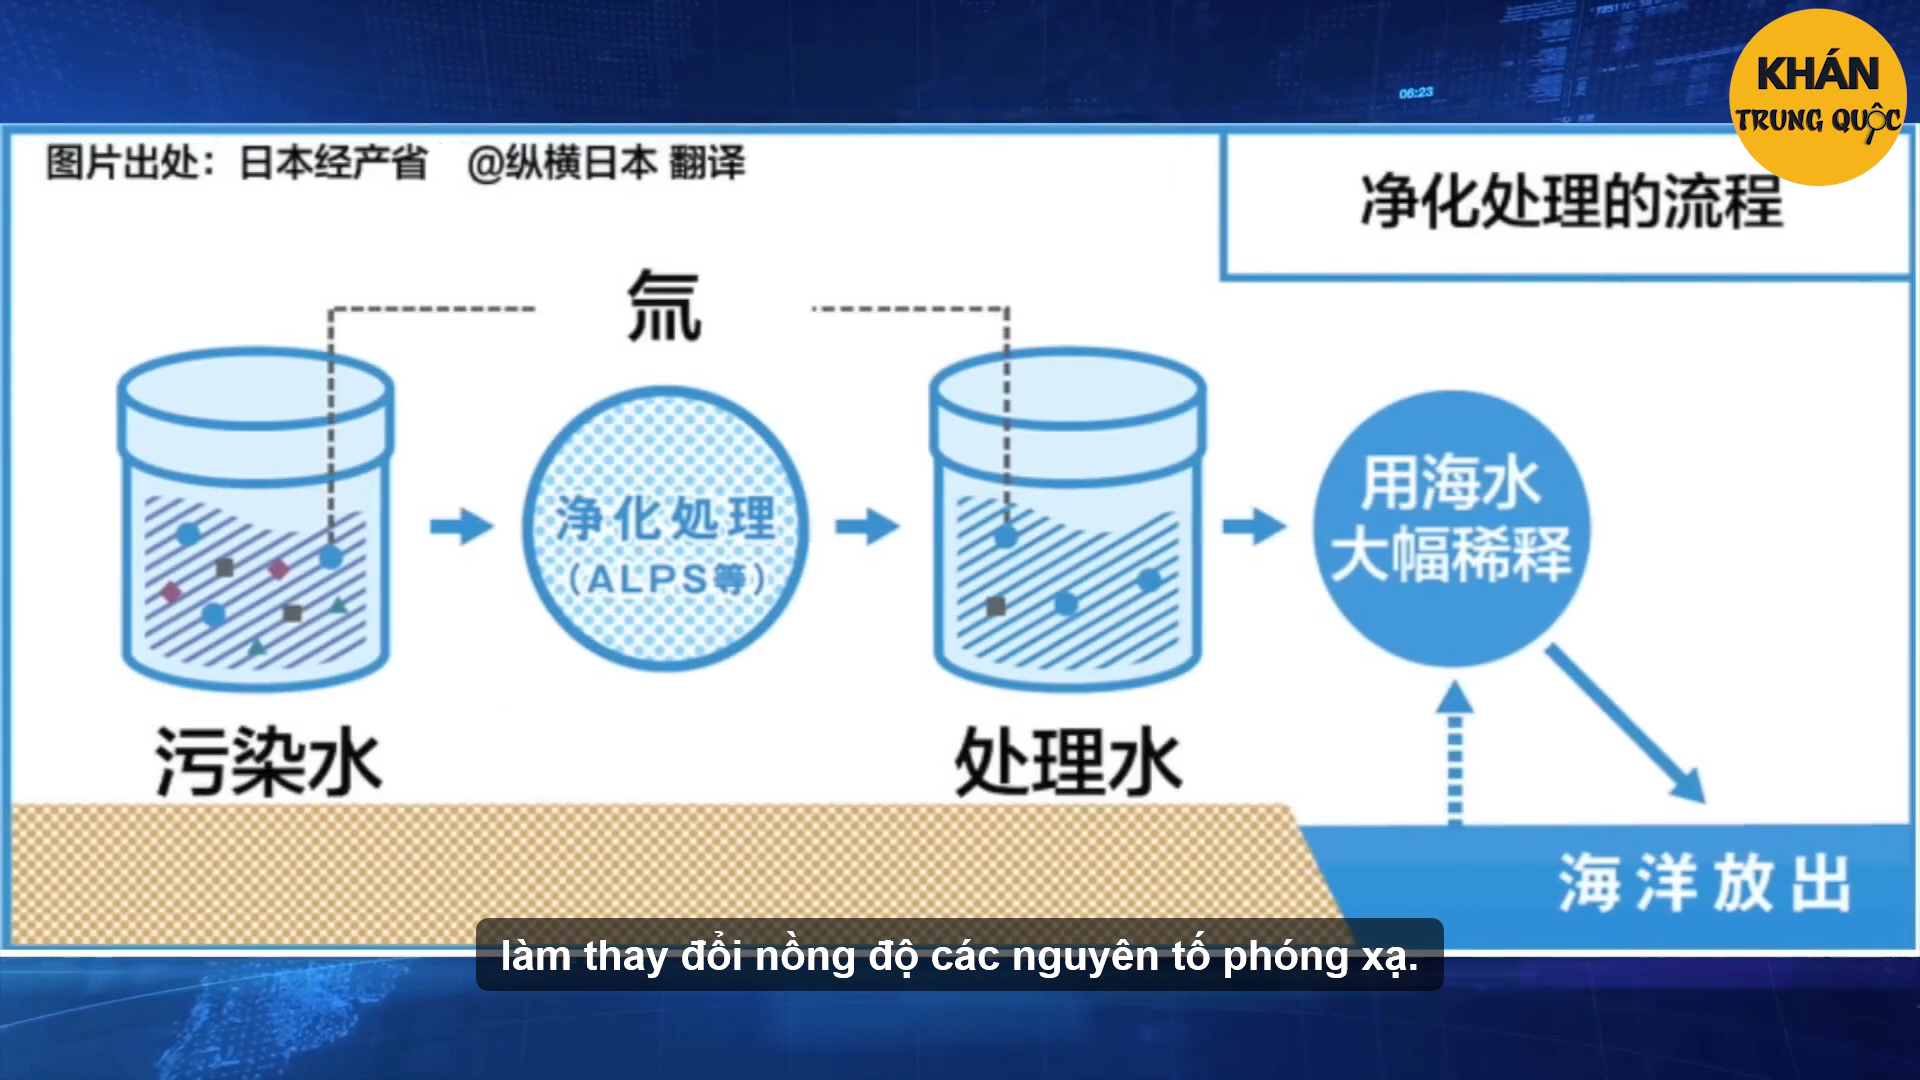 06:23
KHÁN
TRUNG QUỐC
图片出处：日本经产省 @纵横日本 翻译
净化处理的流程
氚
净化処理
（ALPS等）
用海水
大幅稀释
污染水
处理水
海洋放出
làm thay đổi nồng độ các nguyên tố phóng xạ.